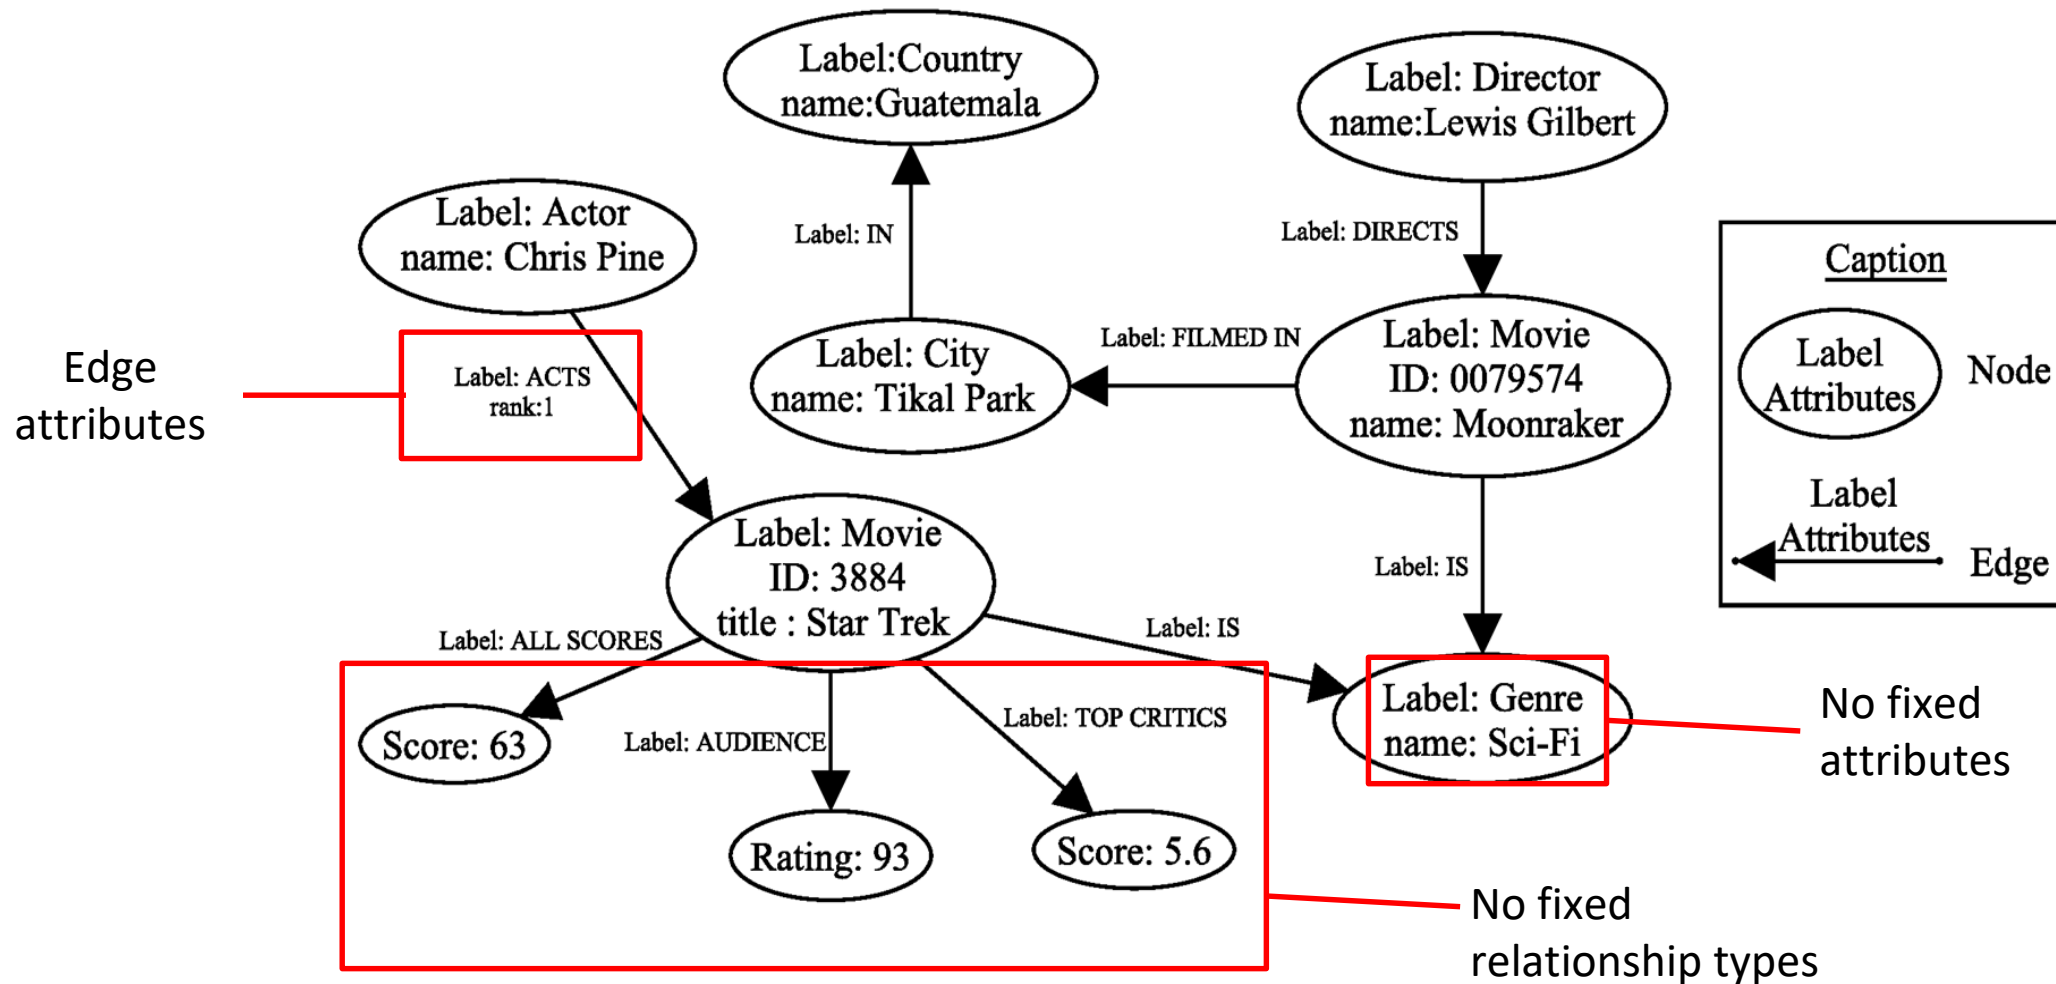 Label:Country
name:Guatemala
Label: Director
name:Lewis Gilbert
Label: Actor
name: Chris Pine
Label: IN
Label: DIRECTS
Caption
Label
Attributes
Node
Label
Attributes
Edge
Edge
attributes
Label: ACTS
rank:1
Label: City
name: Tikal Park
Label: FILMED IN
Label: Movie
ID: 0079574
name: Moonraker
Label: Movie
ID: 3884
title : Star Trek
Label: IS
Label: ALL SCORES
Label: IS
Score: 63
Label: AUDIENCE
Label: TOP CRITICS
Label: Genre
name: Sci-Fi
No fixed
attributes
Rating: 93
Score: 5.6
No fixed
relationship types